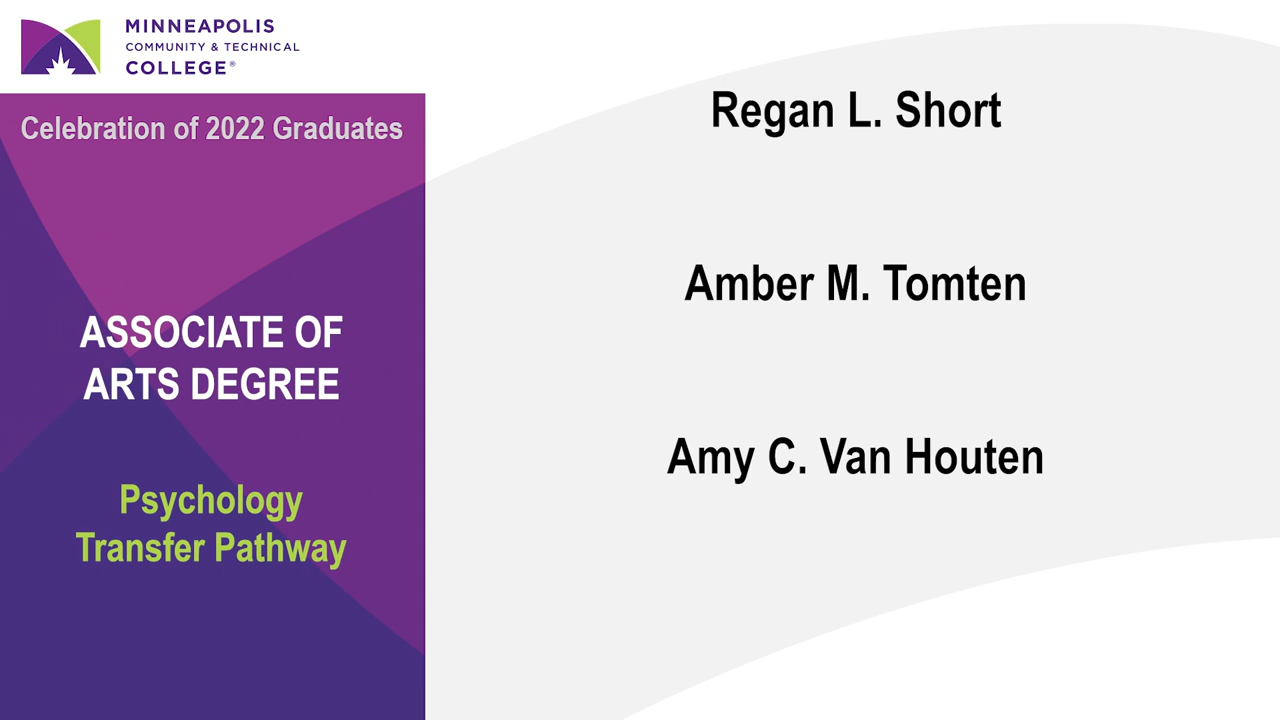 MINNEAPOLIS
COMMUNITY & TECHNICAL
COLLEGE®
Celebration of 2022 Graduates
ASSOCIATE OF
ARTS DEGREE
Psychology
Transfer Pathway
Regan L. Short
Amber M. Tomten
Amy C. Van Houten